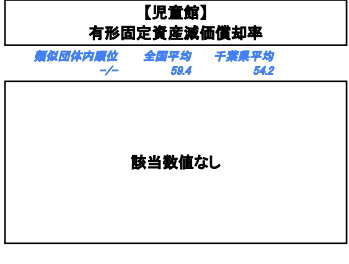 【児童館】
有形固定資産減価償却率
類似団体内順位 全国平均 千葉県平均
-/- 59.4 54.2
該当数値なし